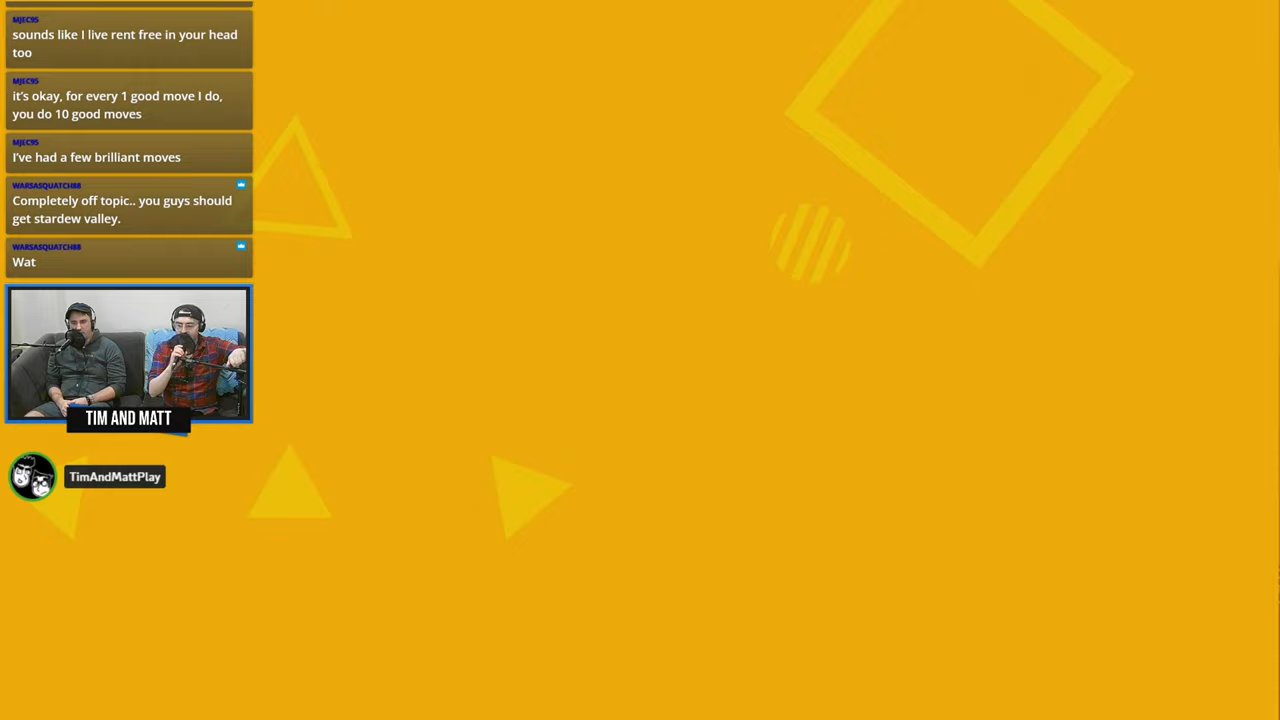 MJEC95
sounds like I live rent free in your head
too
MJEC95
it's okay, for every 1 good move I do,
you do 10 good moves
MJEC95
I've had a few brilliant moves
WARSASQUATCH88
Completely off topic.. you guys should
get stardew valley.
WARSASQUATCH88
Wat
TIM AND MATT
TimAndMattPlay